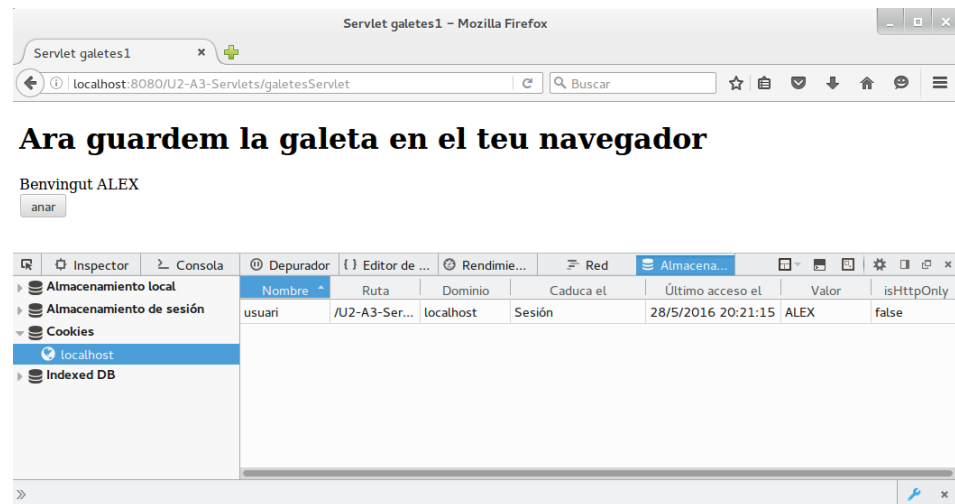 Servlet galetes1 - Mozilla Firefox
Servlet galetes1
localhost:8080/U2-A3-Servlets/galetesServlet
Buscar
Ara guardem la galeta en el teu navegador
Benvingut ALEX
anar
Inspector Consola Depurador { } Editor de ... Rendimie... Red Almacena...
Almacenamiento local
Nombre Ruta Dominio Caduca el Último acceso el Valor isHttpOnly
Almacenamiento de sesión
usuari /U2-A3-Ser... localhost Sesión 28/5/2016 20:21:15 ALEX false
Cookies
localhost
Indexed DB